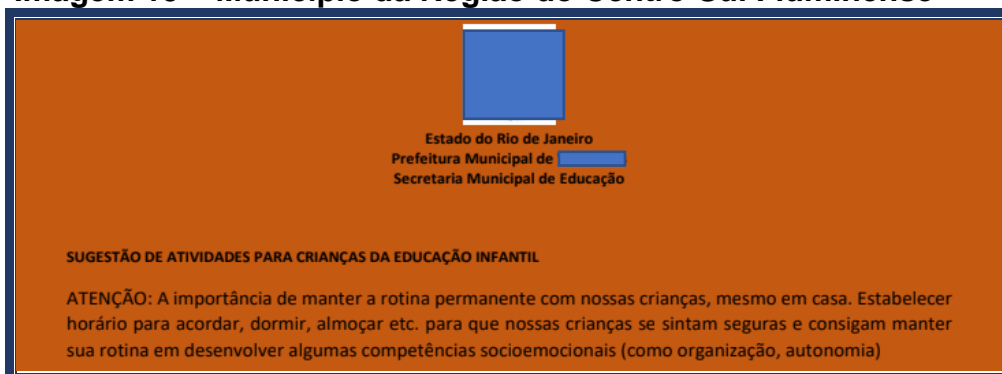 Estado do Rio de Janeiro
Prefeitura Municipal de
Secretaria Municipal de Educação
SUGESTÃO DE ATIVIDADES PARA CRIANÇAS DA EDUCAÇÃO INFANTIL
ATENÇÃO: A importância de manter a rotina permanente com nossas crianças, mesmo em casa. Estabelecer
horário para acordar, dormir, almoçar etc. para que nossas crianças se sintam seguras e consigam manter
sua rotina em desenvolver algumas competências socioemocionais (como organização, autonomia)